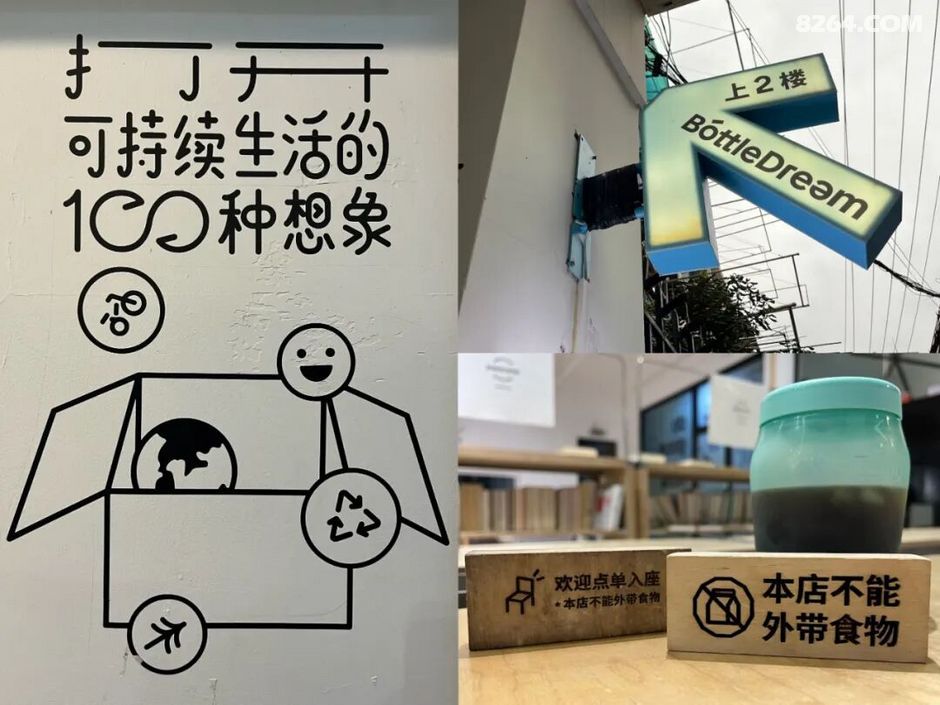 打开
可持续生活的
100种想象
8264.COM
上2楼
BottleDream
欢迎点单入座
*本店不能外带食物
本店不能
外带食物